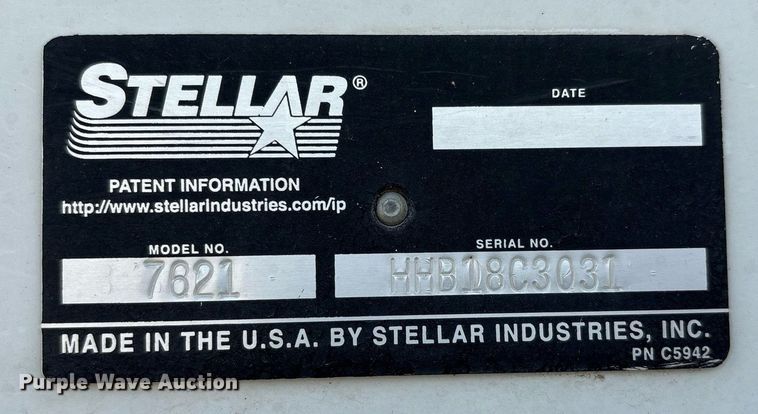 STELLAR®
DATE
PATENT INFORMATION
http://www.stellarindustries.com/ip
MODEL NO.
SERIAL NO.
7621
HHB18C3031
MADE IN THE U.S.A. BY STELLAR INDUSTRIES, INC.
PN C5942
Purple Wave Auction